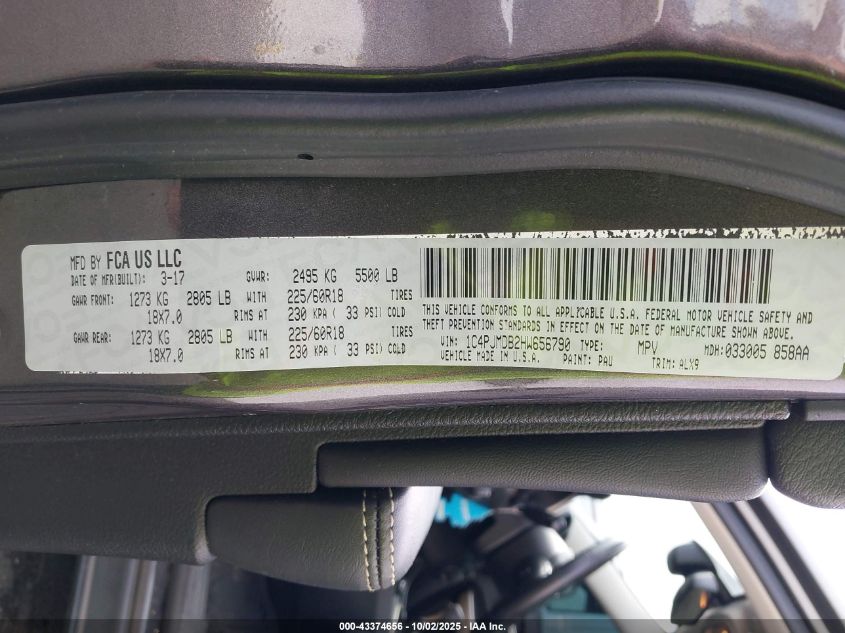 MFD BY FCA US LLC
DATE OF MFR(BUILT): 3-17 GVWR: 2495 KG 5500 LB
GAWR FRONT: 1273 KG 2805 LB WITH 225/60R18 TIRES
18X7.0 RIMS AT 230 KPA ( 33 PSI) COLD
GAWR REAR: 1273 KG 2805 LB WITH 225/60R18 TIRES
18X7.0 RIMS AT 230 KPA ( 33 PSI) COLD
THIS VEHICLE CONFORMS TO ALL APPLICABLE U.S.A. FEDERAL MOTOR VEHICLE SAFETY AND
THEFT PREVENTION STANDARDS IN EFFECT ON THE DATE OF MANUFACTURE SHOWN ABOVE.
VIN: 1C4PJMDB2HW656790 TYPE: MPV MDH: 033005 858AA
VEHICLE MADE IN U.S.A. PAINT: PAU TRIM: ALX9
000-43374656 - 10/02/2025 - IAA Inc.